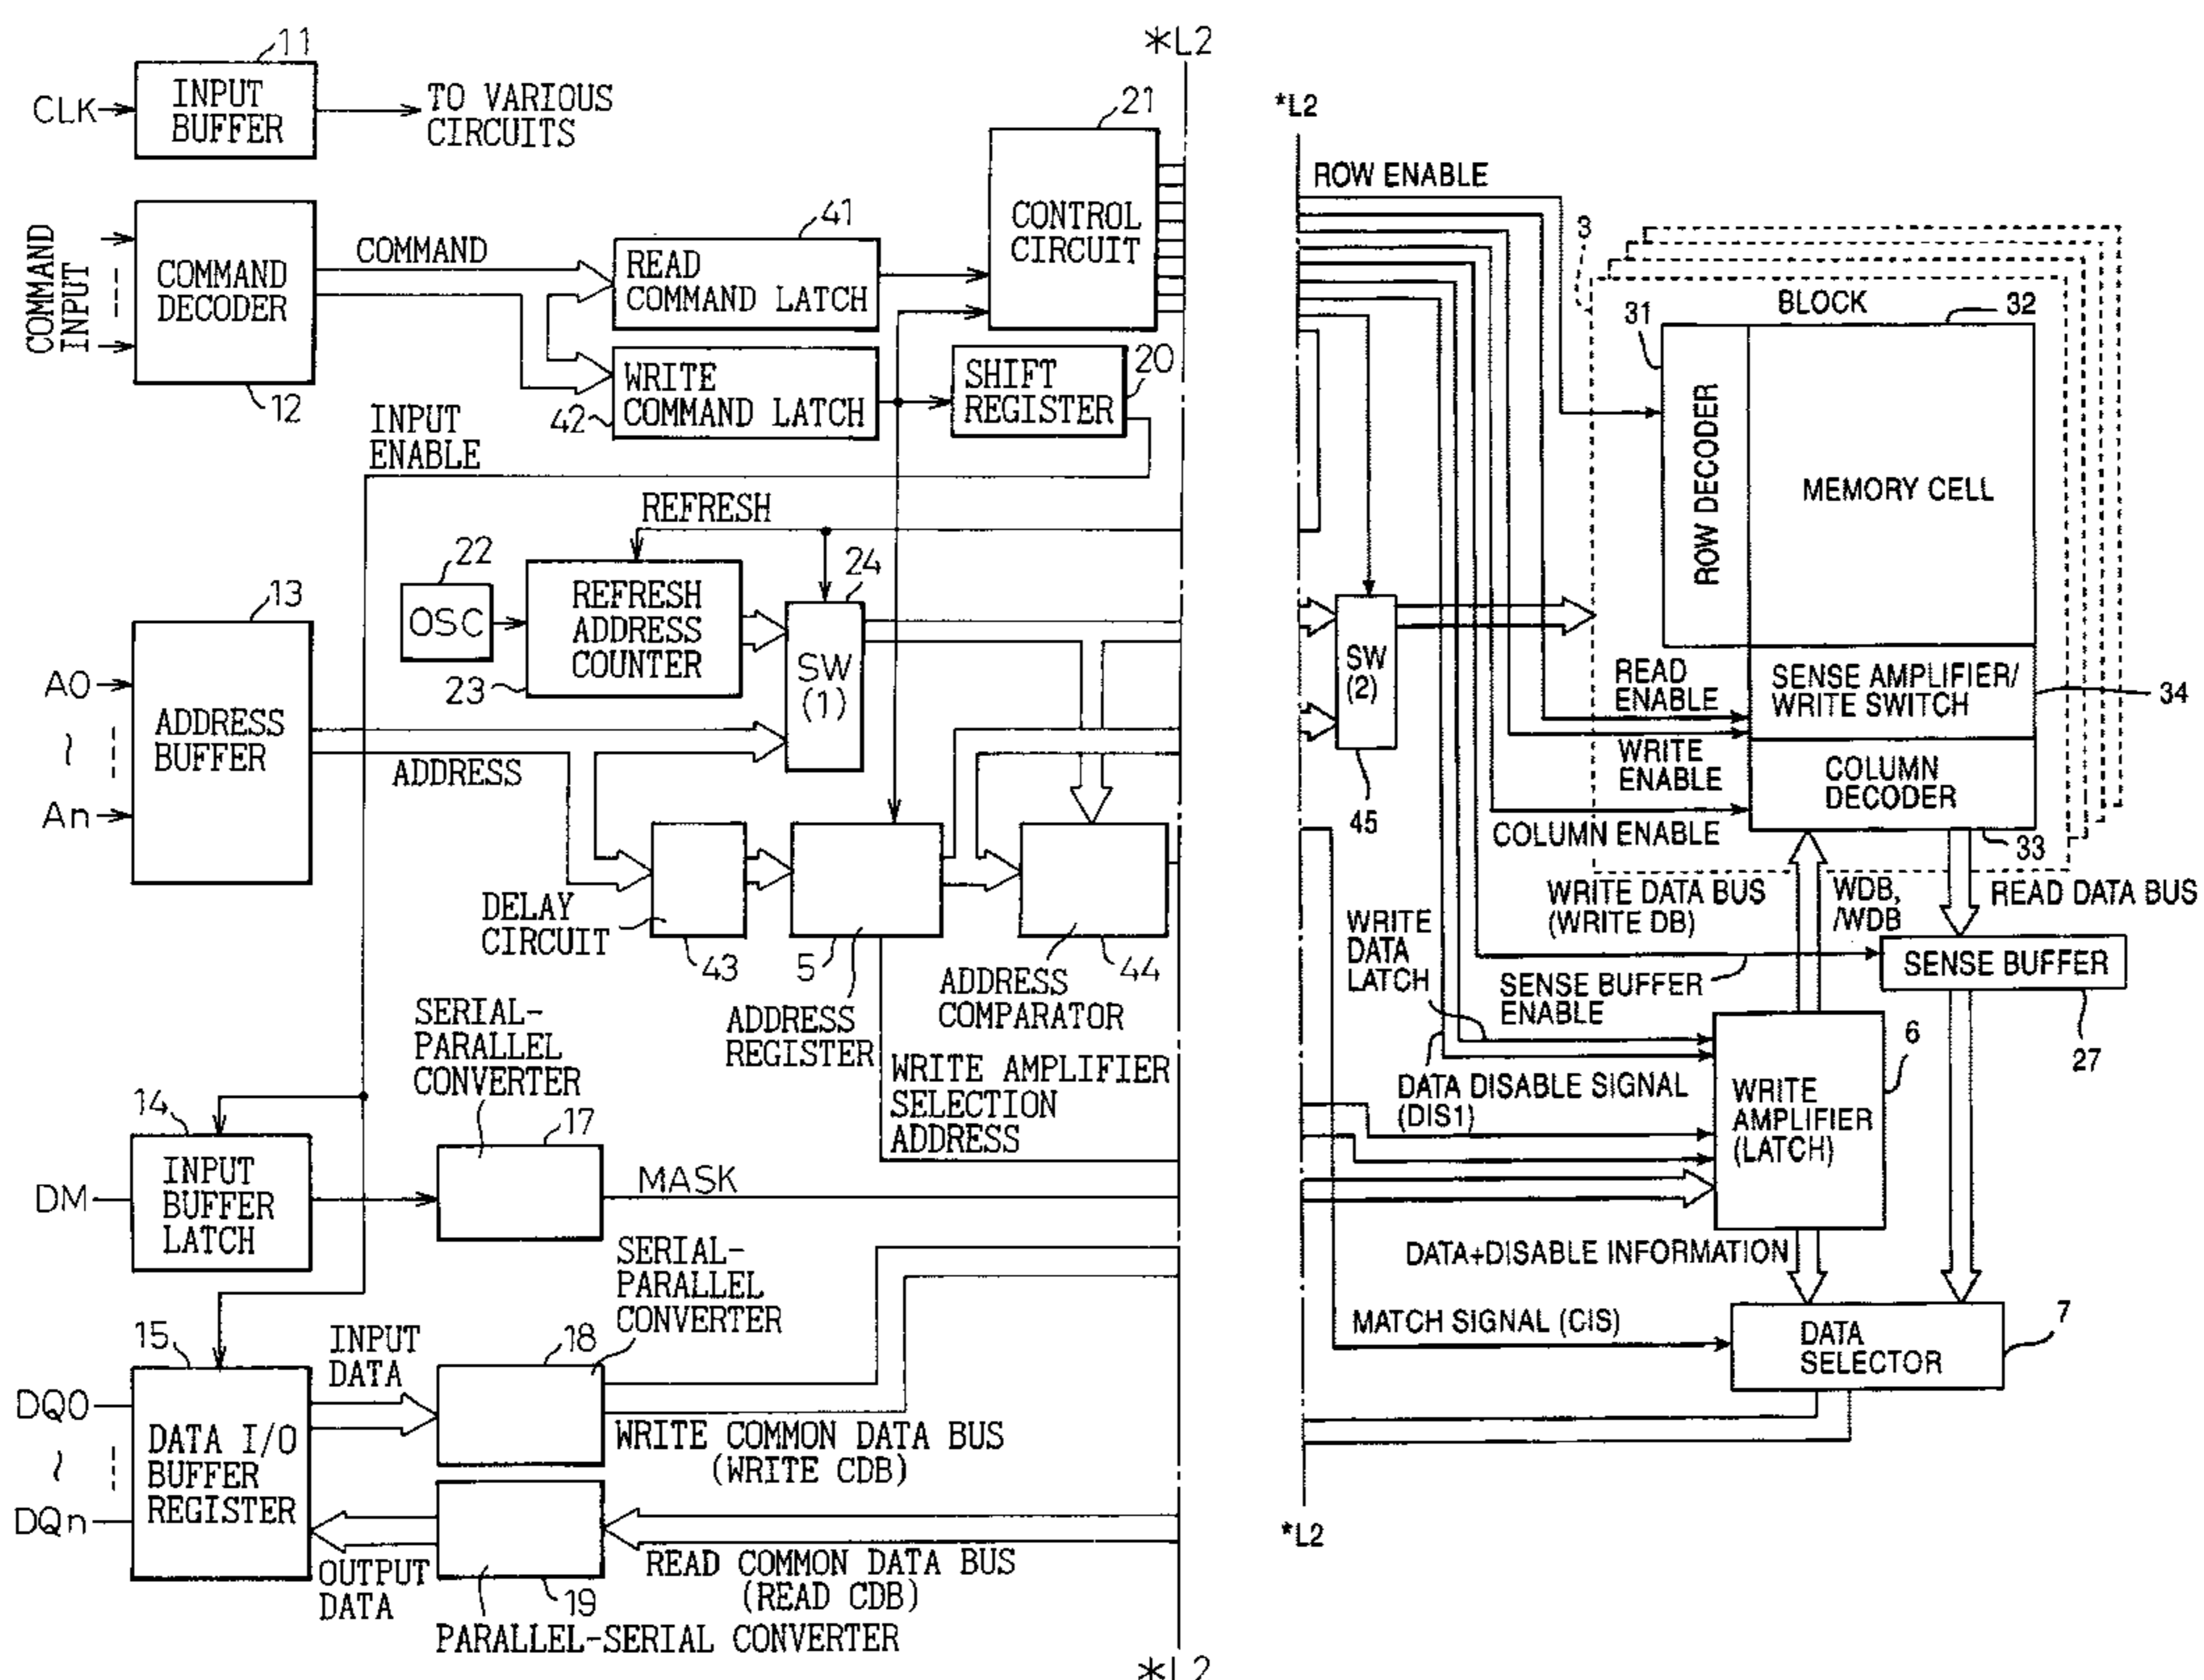 *L2
11
CLK
INPUT
BUFFER
TO VARIOUS
CIRCUITS
21
CONTROL
CIRCUIT
COMMAND
INPUT
COMMAND
DECODER
12
COMMAND
41
READ
COMMAND LATCH
WRITE
COMMAND LATCH
42
SHIFT
REGISTER
20
INPUT
ENABLE
REFRESH
22
OSC
REFRESH
ADDRESS
COUNTER
23
24
SW
(1)
13
A0
~
An
ADDRESS
BUFFER
ADDRESS
DELAY
CIRCUIT
43
5
ADDRESS
REGISTER
44
ADDRESS
COMPARATOR
SERIAL-
PARALLEL
CONVERTER
WRITE AMPLIFIER
SELECTION
ADDRESS
14
DM
INPUT
BUFFER
LATCH
17
MASK
SERIAL-
PARALLEL
CONVERTER
15
INPUT
DATA
18
DQ0
~
DQn
DATA I/O
BUFFER
REGISTER
WRITE COMMON DATA BUS
(WRITE CDB)
OUTPUT
DATA
19
READ COMMON DATA BUS
(READ CDB)
PARALLEL-SERIAL CONVERTER
*L2
*L2
ROW ENABLE
3
BLOCK
31
32
ROW DECODER
MEMORY CELL
SW
(2)
45
READ
ENABLE
SENSE AMPLIFIER/
WRITE SWITCH
34
WRITE
ENABLE
COLUMN
DECODER
COLUMN ENABLE
33
WRITE DATA BUS
(WRITE DB)
WDB,
/WDB
READ DATA BUS
WRITE
DATA
LATCH
SENSE BUFFER
ENABLE
SENSE BUFFER
27
6
DATA DISABLE SIGNAL
(DIS1)
WRITE
AMPLIFIER
(LATCH)
DATA+DISABLE INFORMATION
MATCH SIGNAL (CIS)
DATA
SELECTOR
7
*L2